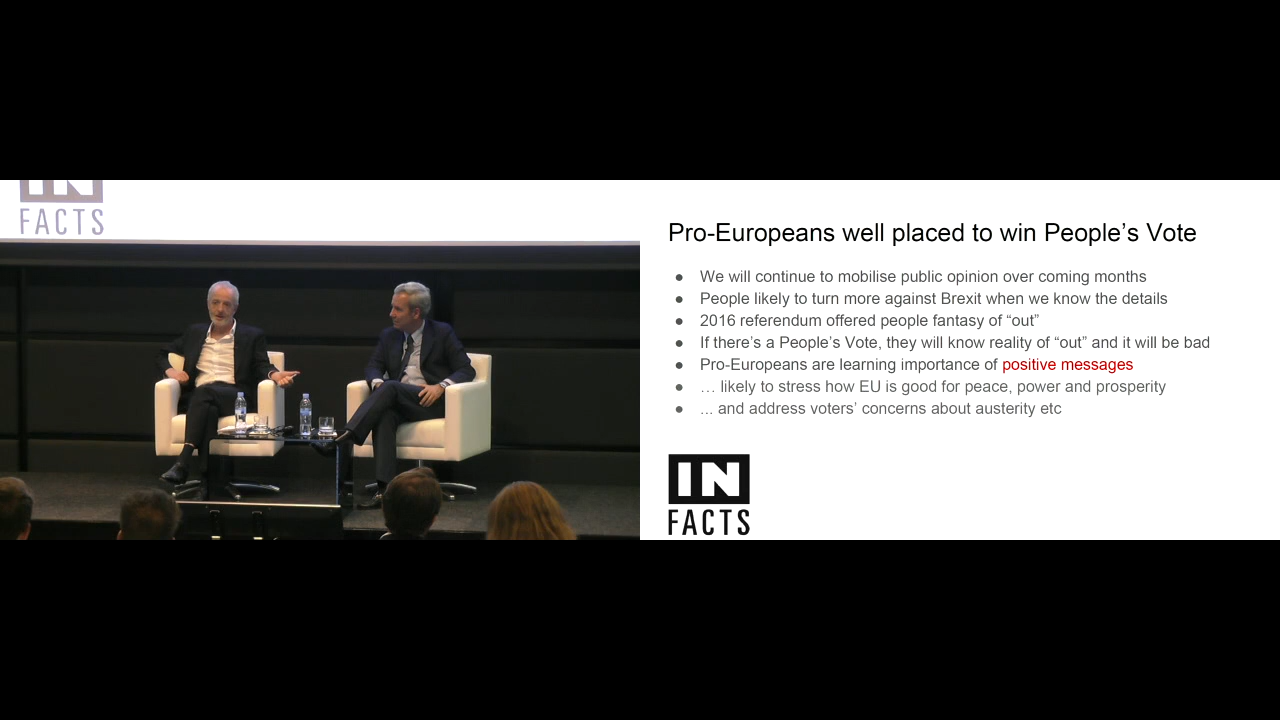 IN
FACTS
Pro-Europeans well placed to win People’s Vote
● We will continue to mobilise public opinion over coming months
● People likely to turn more against Brexit when we know the details
● 2016 referendum offered people fantasy of “out”
● If there’s a People’s Vote, they will know reality of “out” and it will be bad
● Pro-Europeans are learning importance of positive messages
● … likely to stress how EU is good for peace, power and prosperity
● ... and address voters’ concerns about austerity etc
IN
FACTS